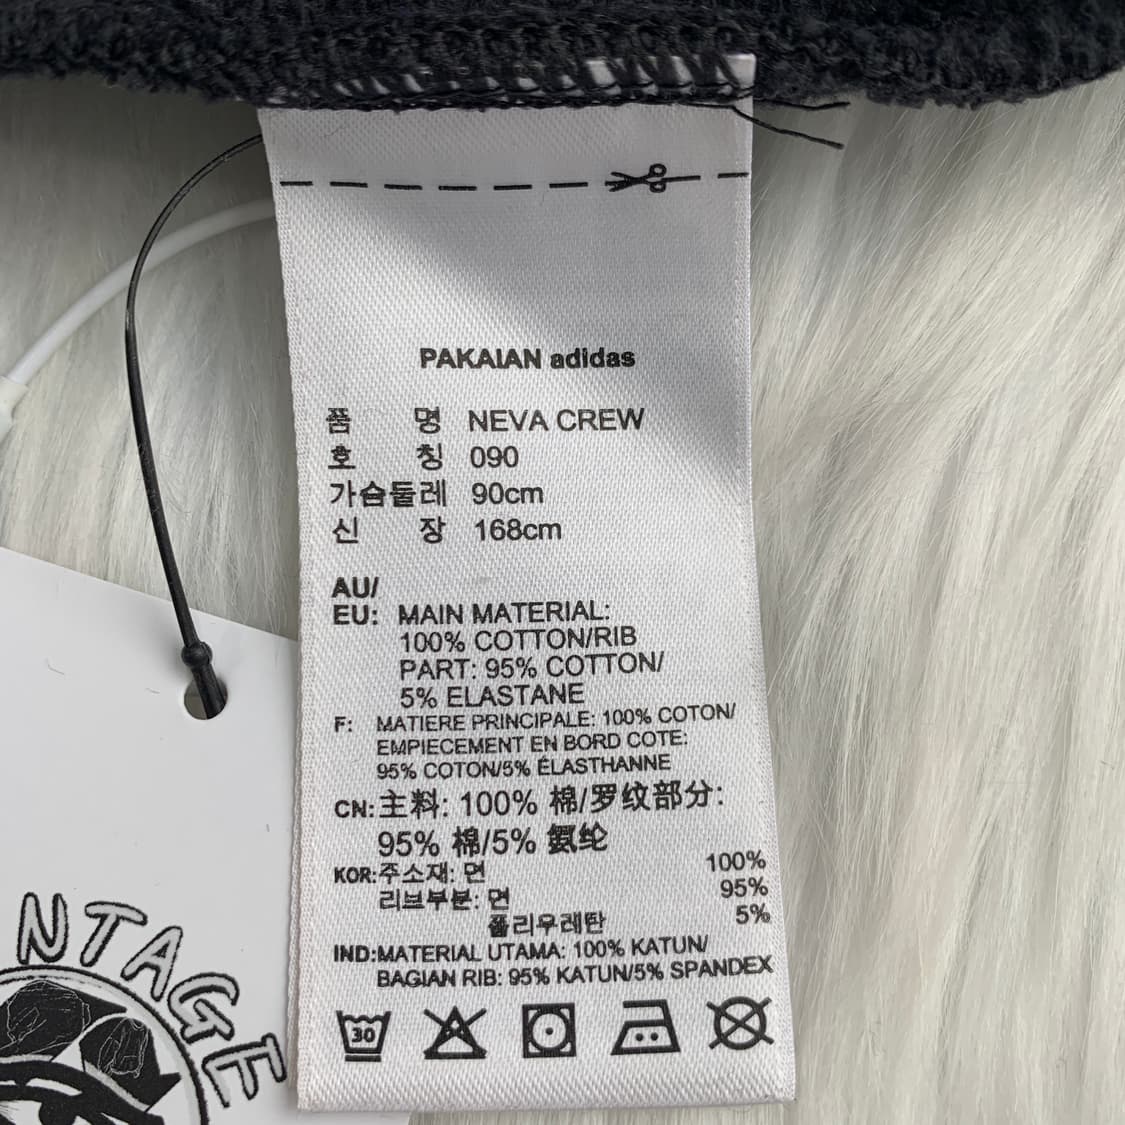 PAKAIAN adidas
품 명 NEVA CREW
호 칭 090
가슴둘레 90cm
신 장 168cm
AU/
EU: MAIN MATERIAL:
100% COTTON/RIB
PART: 95% COTTON/
5% ELASTANE
F: MATIERE PRINCIPALE: 100% COTON/
EMPIECEMENT EN BORD COTE:
95% COTON/5% ÉLASTHANNE
CN: 主料: 100% 棉/罗纹部分:
95% 棉/5% 氨纶
KOR: 주소재: 면 100%
리브부분: 면 95%
폴리우레탄 5%
IND: MATERIAL UTAMA: 100% KATUN/
BAGIAN RIB: 95% KATUN/5% SPANDEX
30
NTAGE